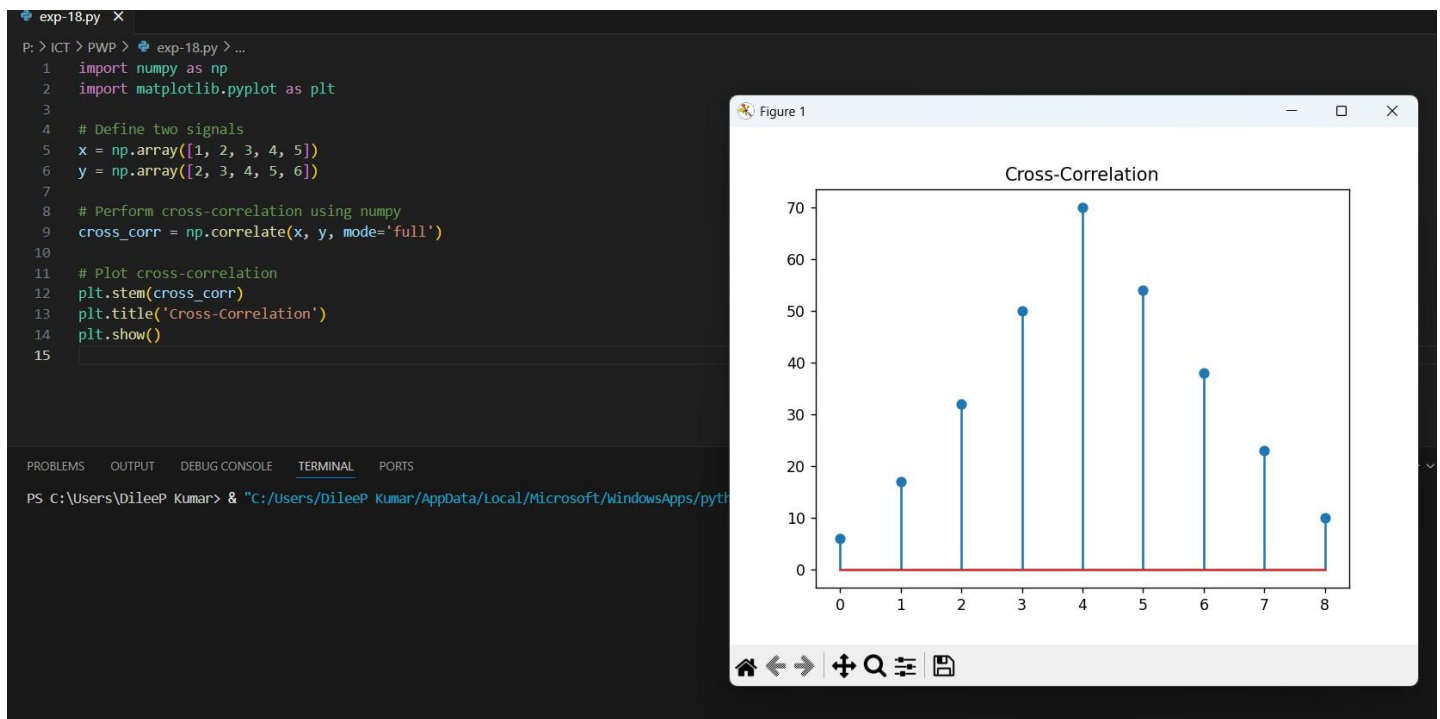 exp-18.py X
P: > ICT > PWP > exp-18.py > ...
1 import numpy as np
2 import matplotlib.pyplot as plt
3
4 # Define two signals
5 x = np.array([1, 2, 3, 4, 5])
6 y = np.array([2, 3, 4, 5, 6])
7
8 # Perform cross-correlation using numpy
9 cross_corr = np.correlate(x, y, mode='full')
10
11 # Plot cross-correlation
12 plt.stem(cross_corr)
13 plt.title('Cross-Correlation')
14 plt.show()
15
PROBLEMS OUTPUT DEBUG CONSOLE TERMINAL PORTS
PS C:\Users\DileeP Kumar> & "C:/Users/DileeP Kumar/AppData/Local/Microsoft/WindowsApps/pyth
Figure 1
Cross-Correlation
70
60
50
40
30
20
10
0
0 1 2 3 4 5 6 7 8